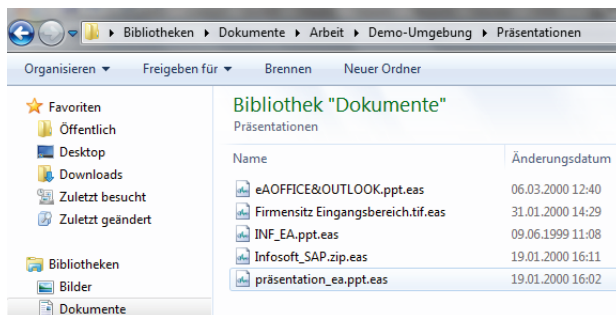 Bibliotheken Dokumente Arbeit Demo-Umgebung Präsentationen
Organisieren Freigeben für Brennen Neuer Ordner
Favoriten
Öffentlich
Desktop
Downloads
Zuletzt besucht
Zuletzt geändert
Bibliotheken
Bilder
Dokumente
Bibliothek "Dokumente"
Präsentationen
Name Änderungsdatum
eAOFFICE&OUTLOOK.ppt.eas 06.03.2000 12:40
Firmensitz Eingangsbereich.tif.eas 31.01.2000 14:29
INF_EA.ppt.eas 09.06.1999 11:08
Infosoft_SAP.zip.eas 19.01.2000 16:11
präsentation_ea.ppt.eas 19.01.2000 16:02